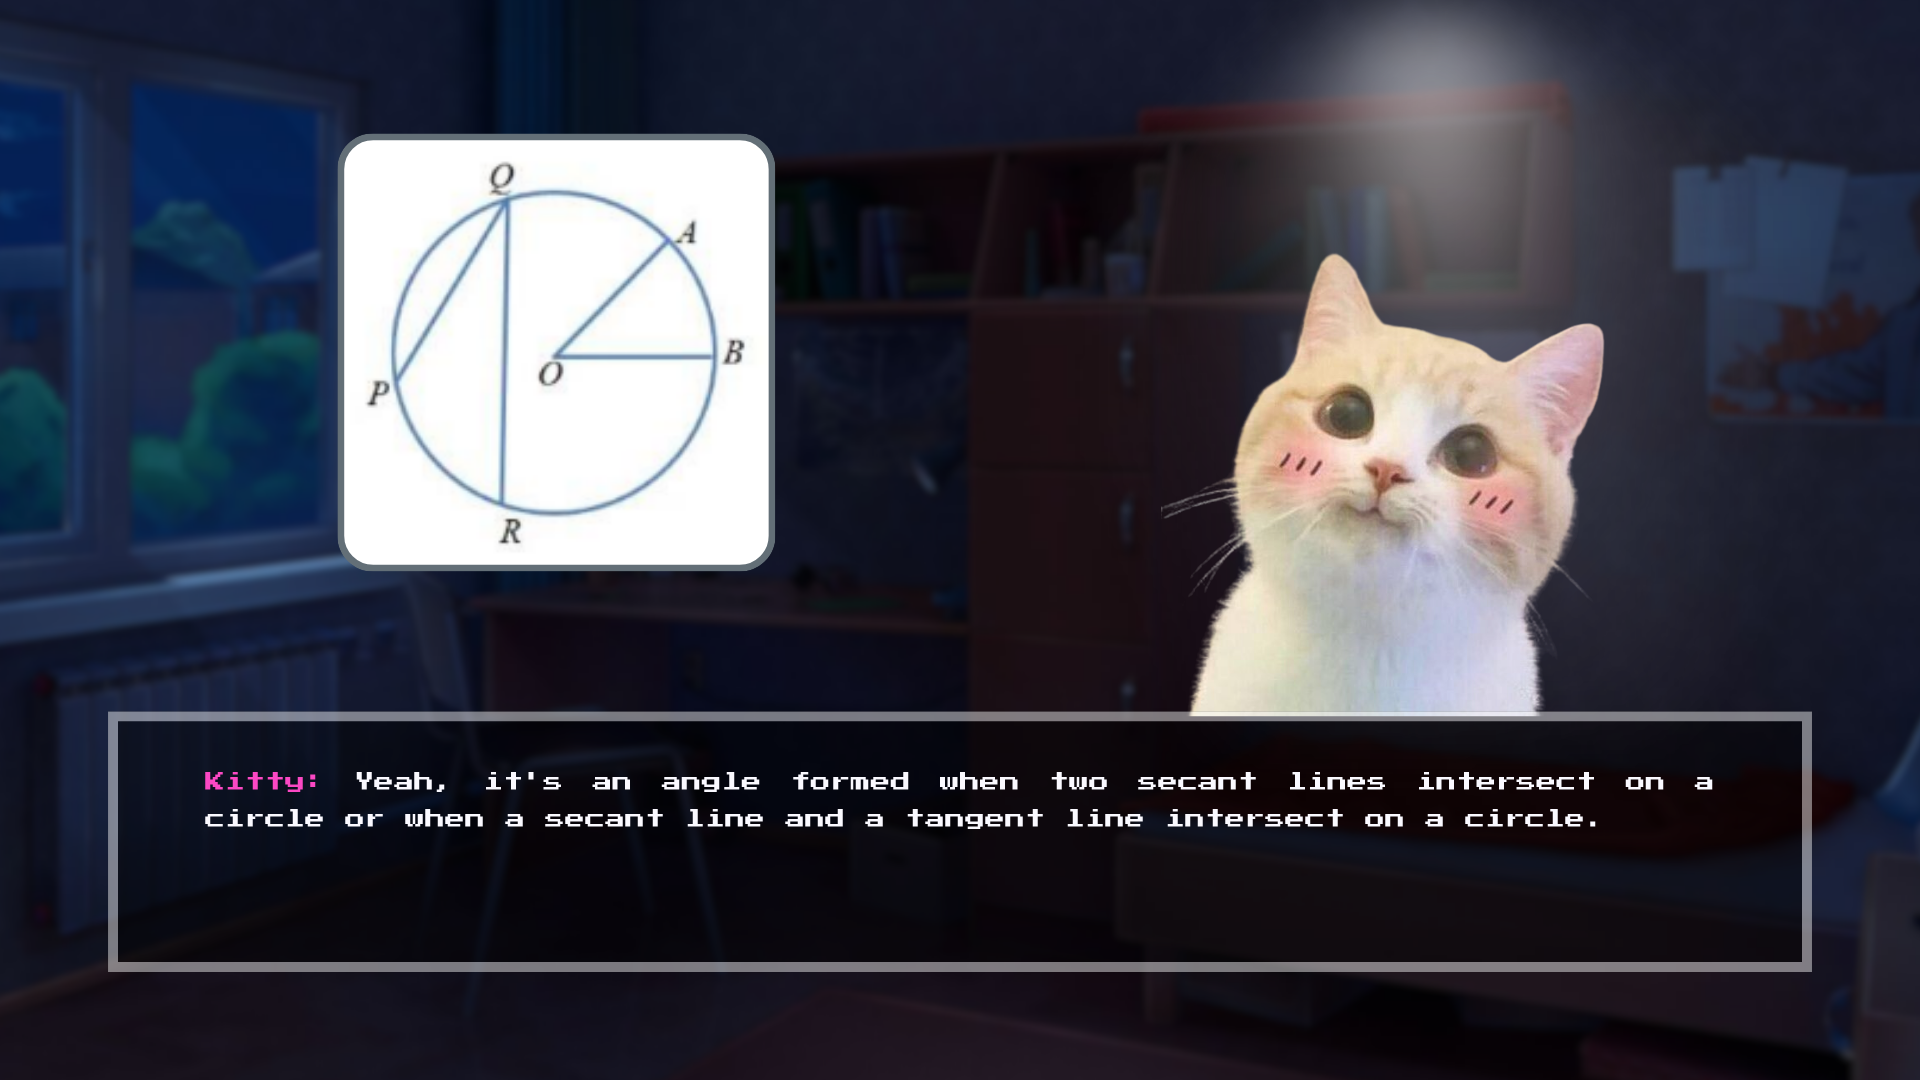 Q
A
B
O
P
R
Kitty: Yeah, it's an angle formed when two secant lines intersect on a
circle or when a secant line and a tangent line intersect on a circle.